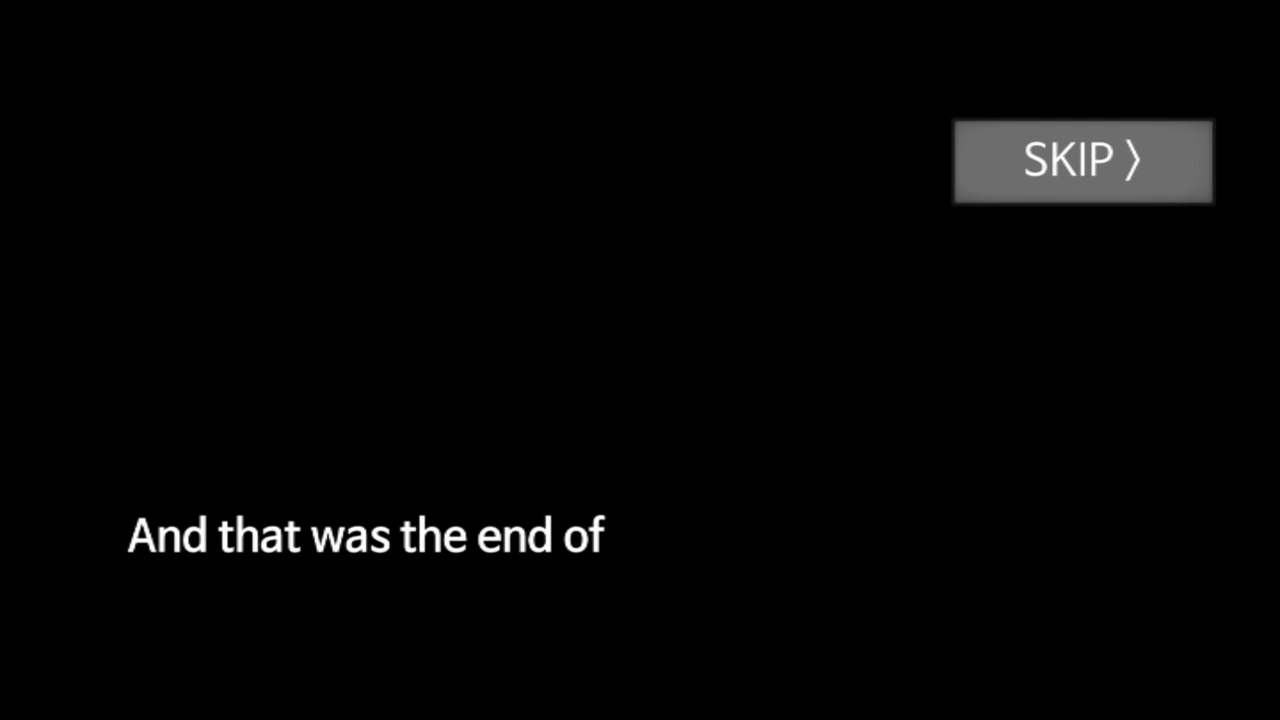 SKIP 〉
And that was the end of